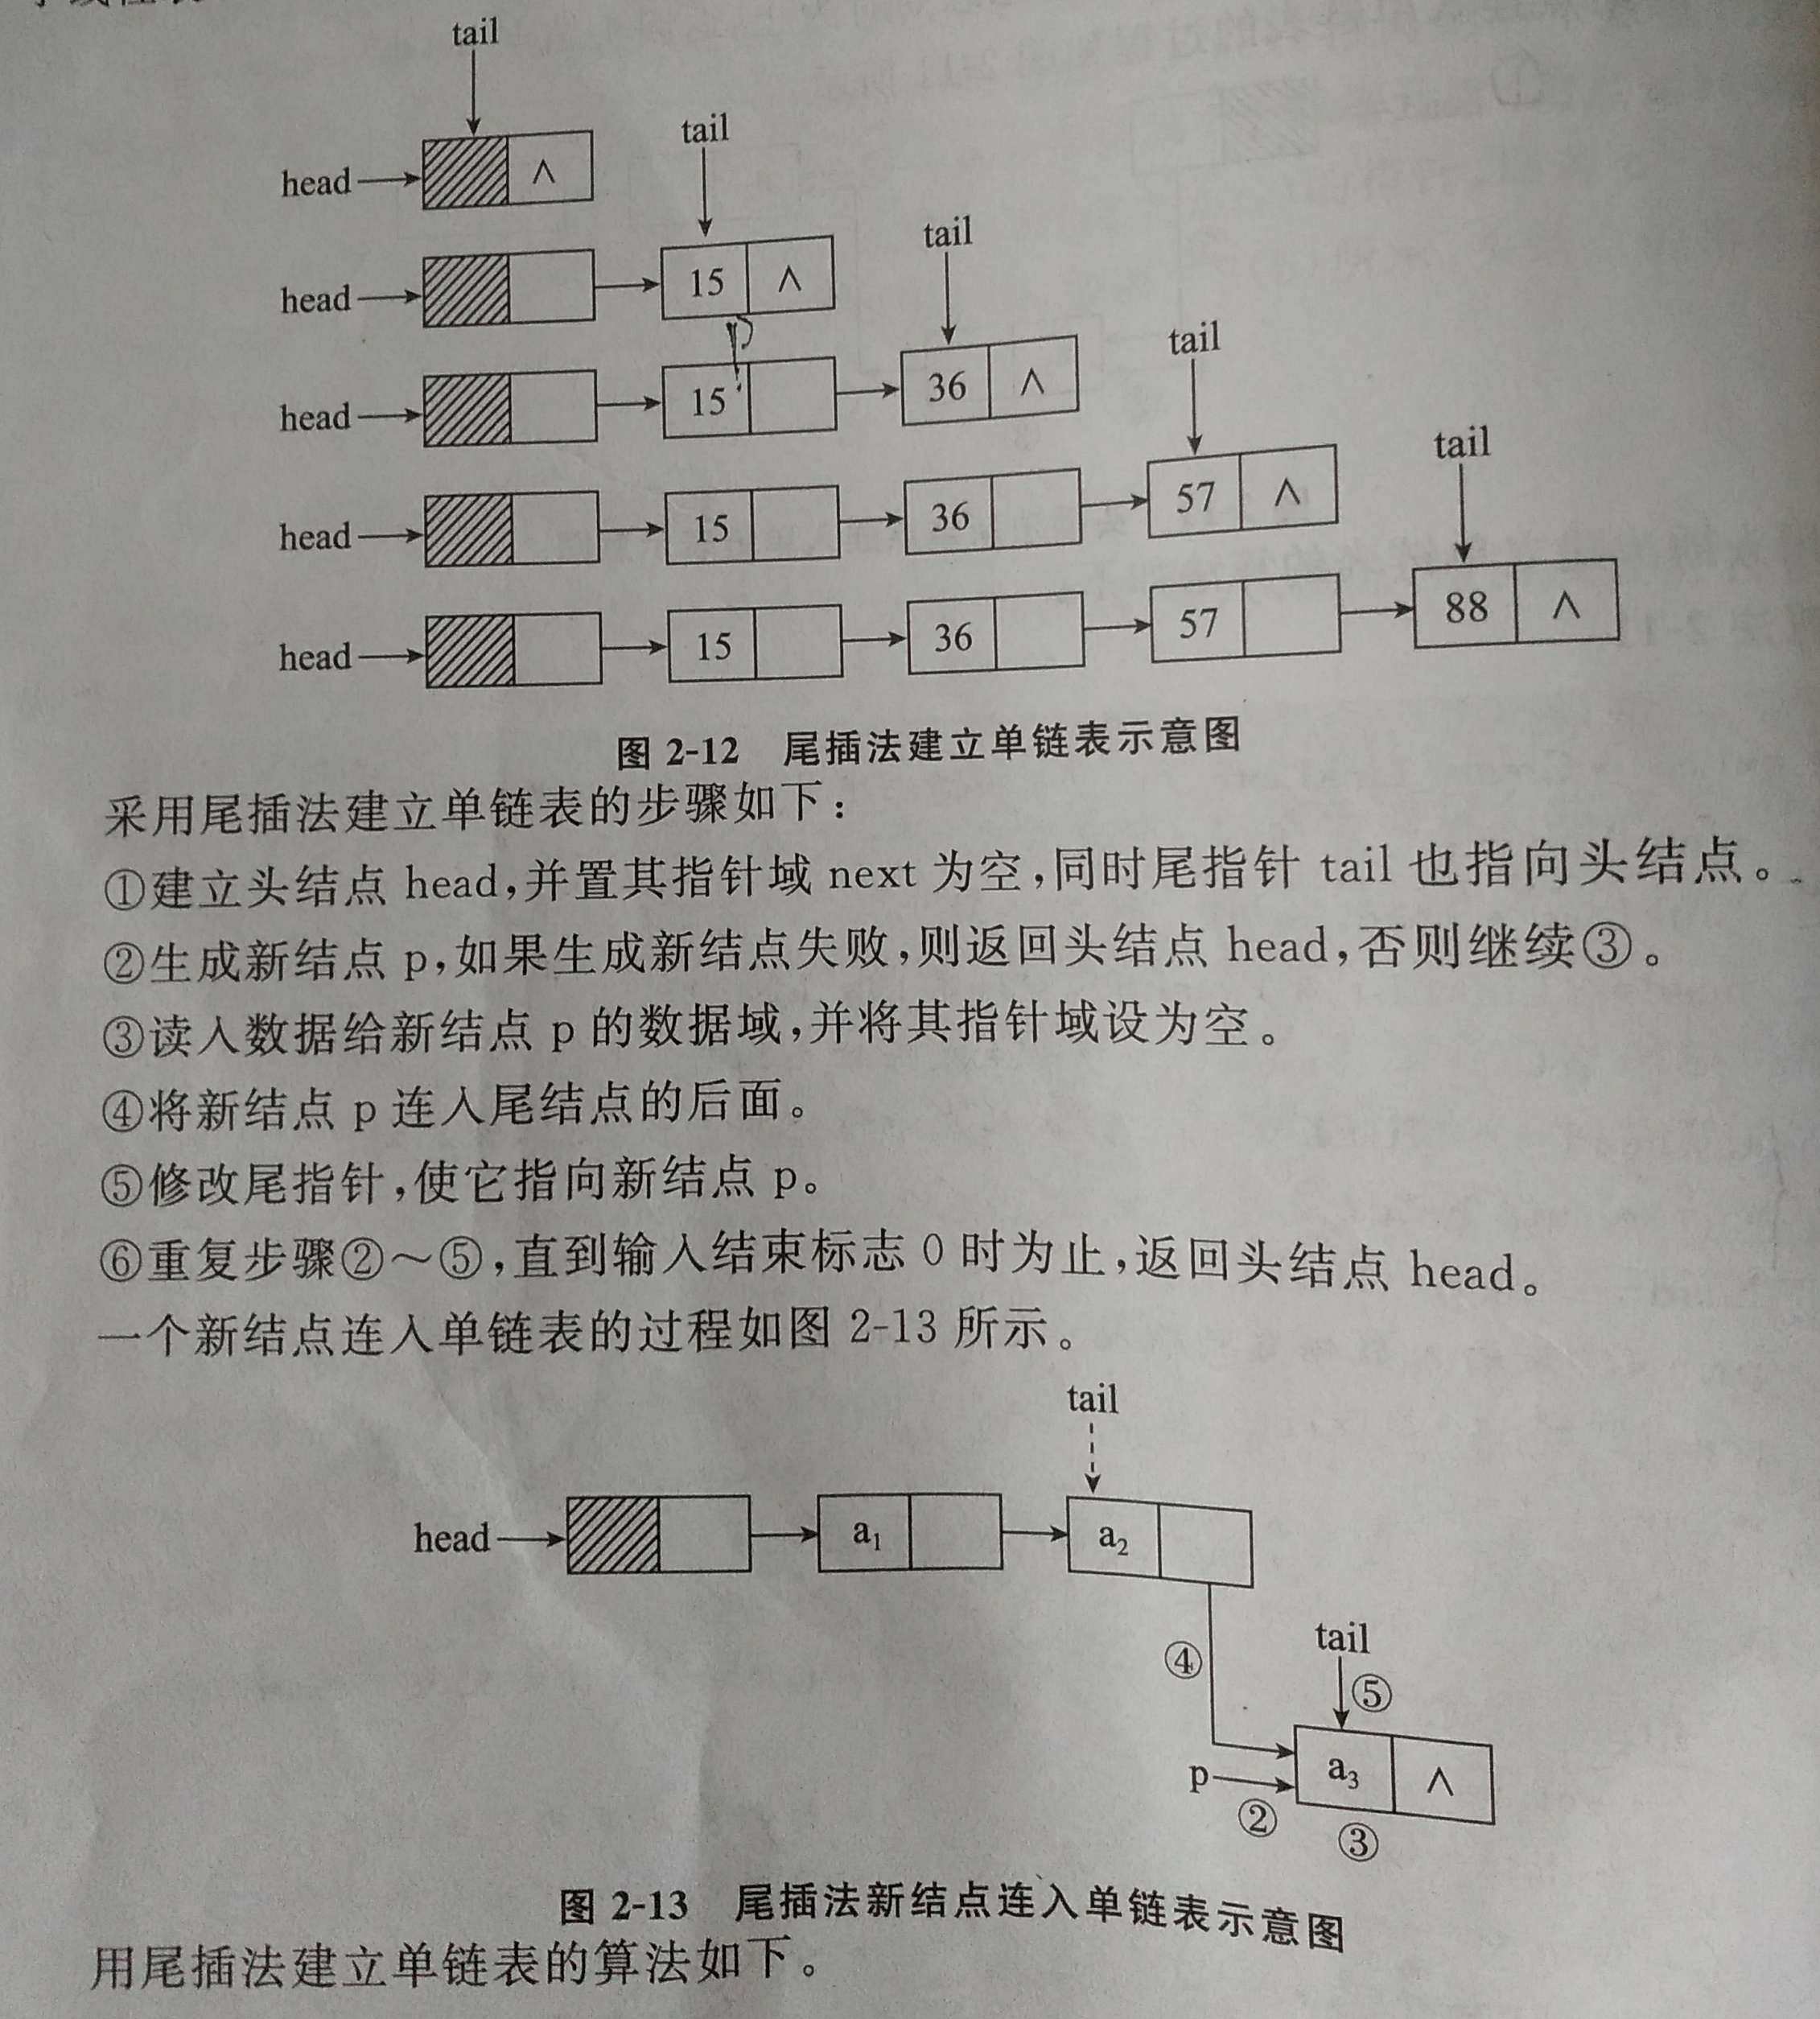 tail
head ∧
tail
head 15 ∧
tail
head 15 36 ∧
tail
head 15 36 57 ∧
tail
head 15 36 57 88 ∧
图 2-12 尾插法建立单链表示意图
采用尾插法建立单链表的步骤如下：
①建立头结点 head,并置其指针域 next 为空,同时尾指针 tail 也指向头结点。
②生成新结点 p,如果生成新结点失败,则返回头结点 head,否则继续③。
③读入数据给新结点 p 的数据域,并将其指针域设为空。
④将新结点 p 连入尾结点的后面。
⑤修改尾指针,使它指向新结点 p。
⑥重复步骤②～⑤,直到输入结束标志 0 时为止,返回头结点 head。
一个新结点连入单链表的过程如图 2-13 所示。
tail
head a₁ a₂
④
tail
⑤
p a₃ ∧
②
③
图 2-13 尾插法新结点连入单链表示意图
用尾插法建立单链表的算法如下。